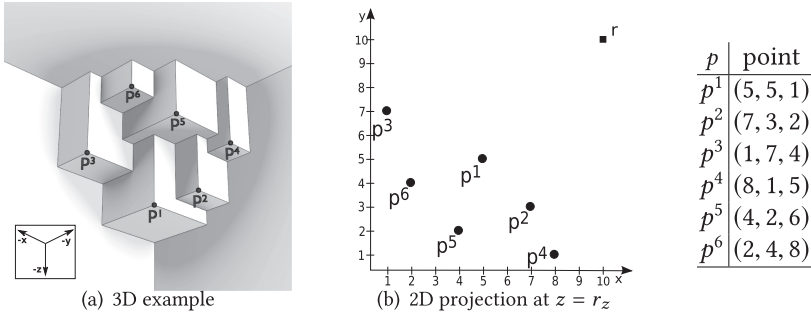 p⁶
p⁵
p³
p⁴
p²
p¹
-x
-y
-z
(a) 3D example
y
10
9
8
7
6
5
4
3
2
1
r
p³
p¹
p⁶
p²
p⁵
p⁴
1 2 3 4 5 6 7 8 9 10 x
(b) 2D projection at z = r_z
p point
p¹ (5, 5, 1)
p² (7, 3, 2)
p³ (1, 7, 4)
p⁴ (8, 1, 5)
p⁵ (4, 2, 6)
p⁶ (2, 4, 8)